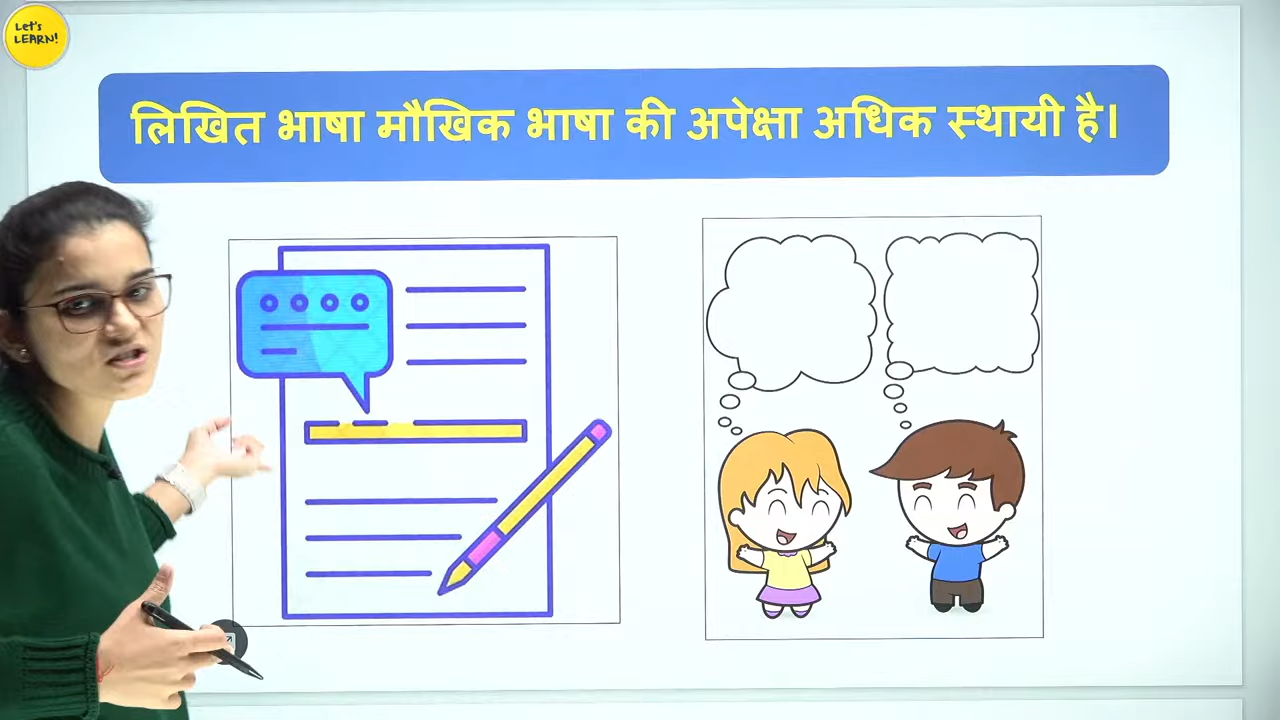 Let's
LEARN!
लिखित भाषा मौखिक भाषा की अपेक्षा अधिक स्थायी है।